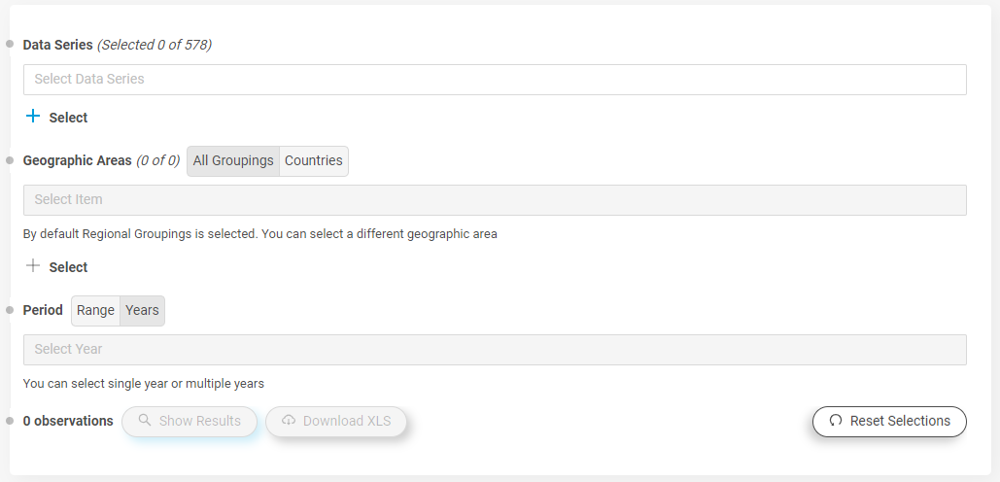 Data Series (Selected 0 of 578)
Select Data Series
Select
Geographic Areas (0 of 0) All Groupings Countries
Select Item
By default Regional Groupings is selected. You can select a different geographic area
Select
Period Range Years
Select Year
You can select single year or multiple years
0 observations Show Results Download XLS Reset Selections